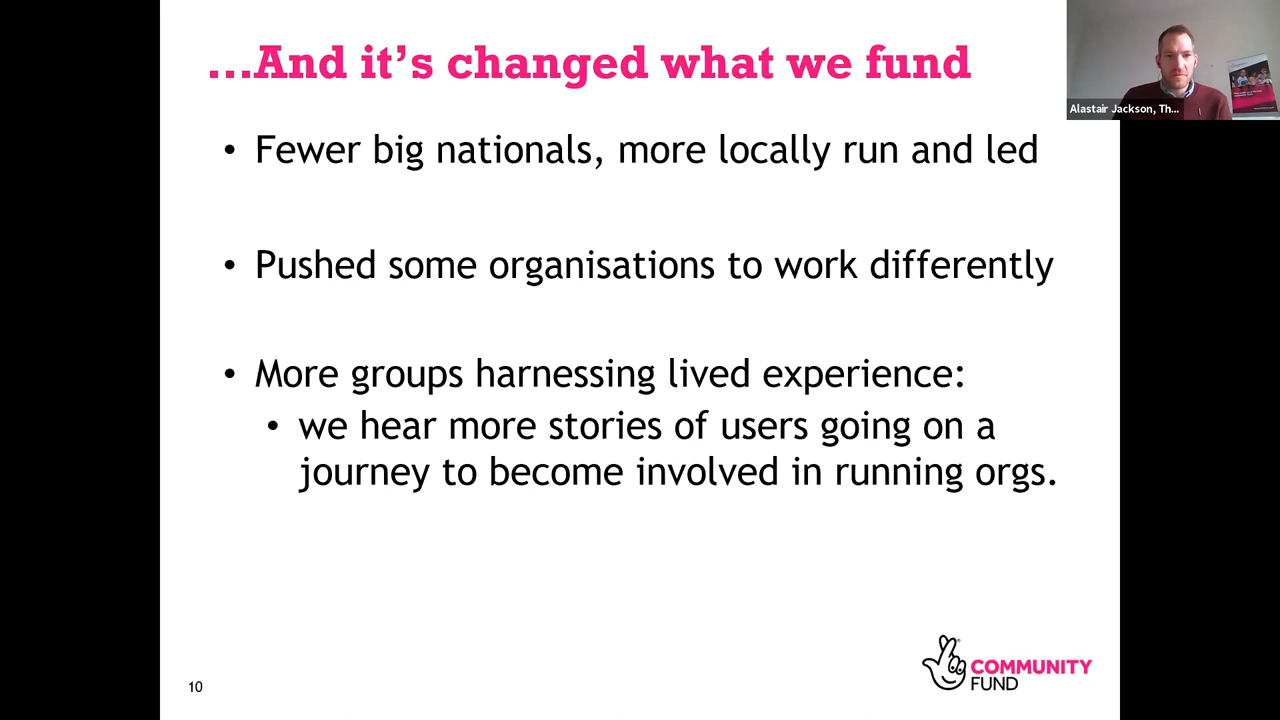 ...And it's changed what we fund
Alastair Jackson, Th...
• Fewer big nationals, more locally run and led
• Pushed some organisations to work differently
• More groups harnessing lived experience:
• we hear more stories of users going on a
journey to become involved in running orgs.
COMMUNITY
FUND
10